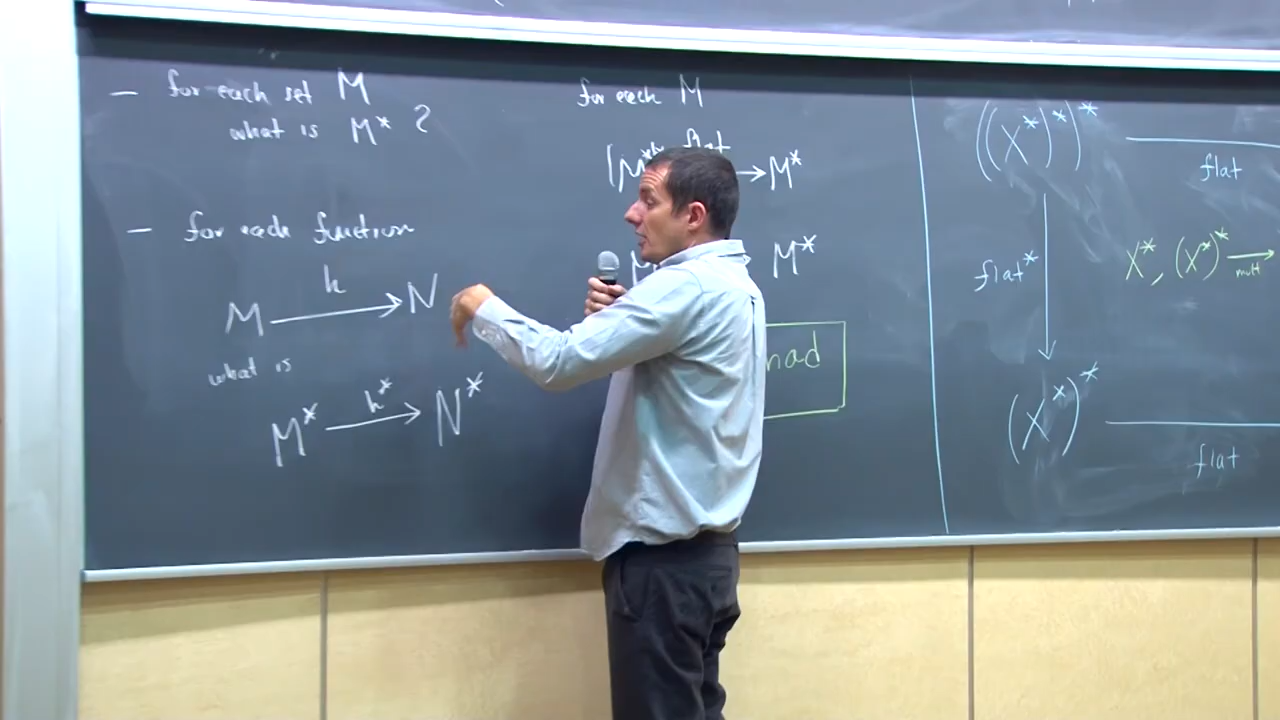 — for each set M
what is M* ?
— for each function
M h→ N
what is
M* h*→ N*
for each M
flat
→ M*
M*
nad
((X*)*)*
flat
flat*
X*, (X*)* mult→
(X*)*
flat